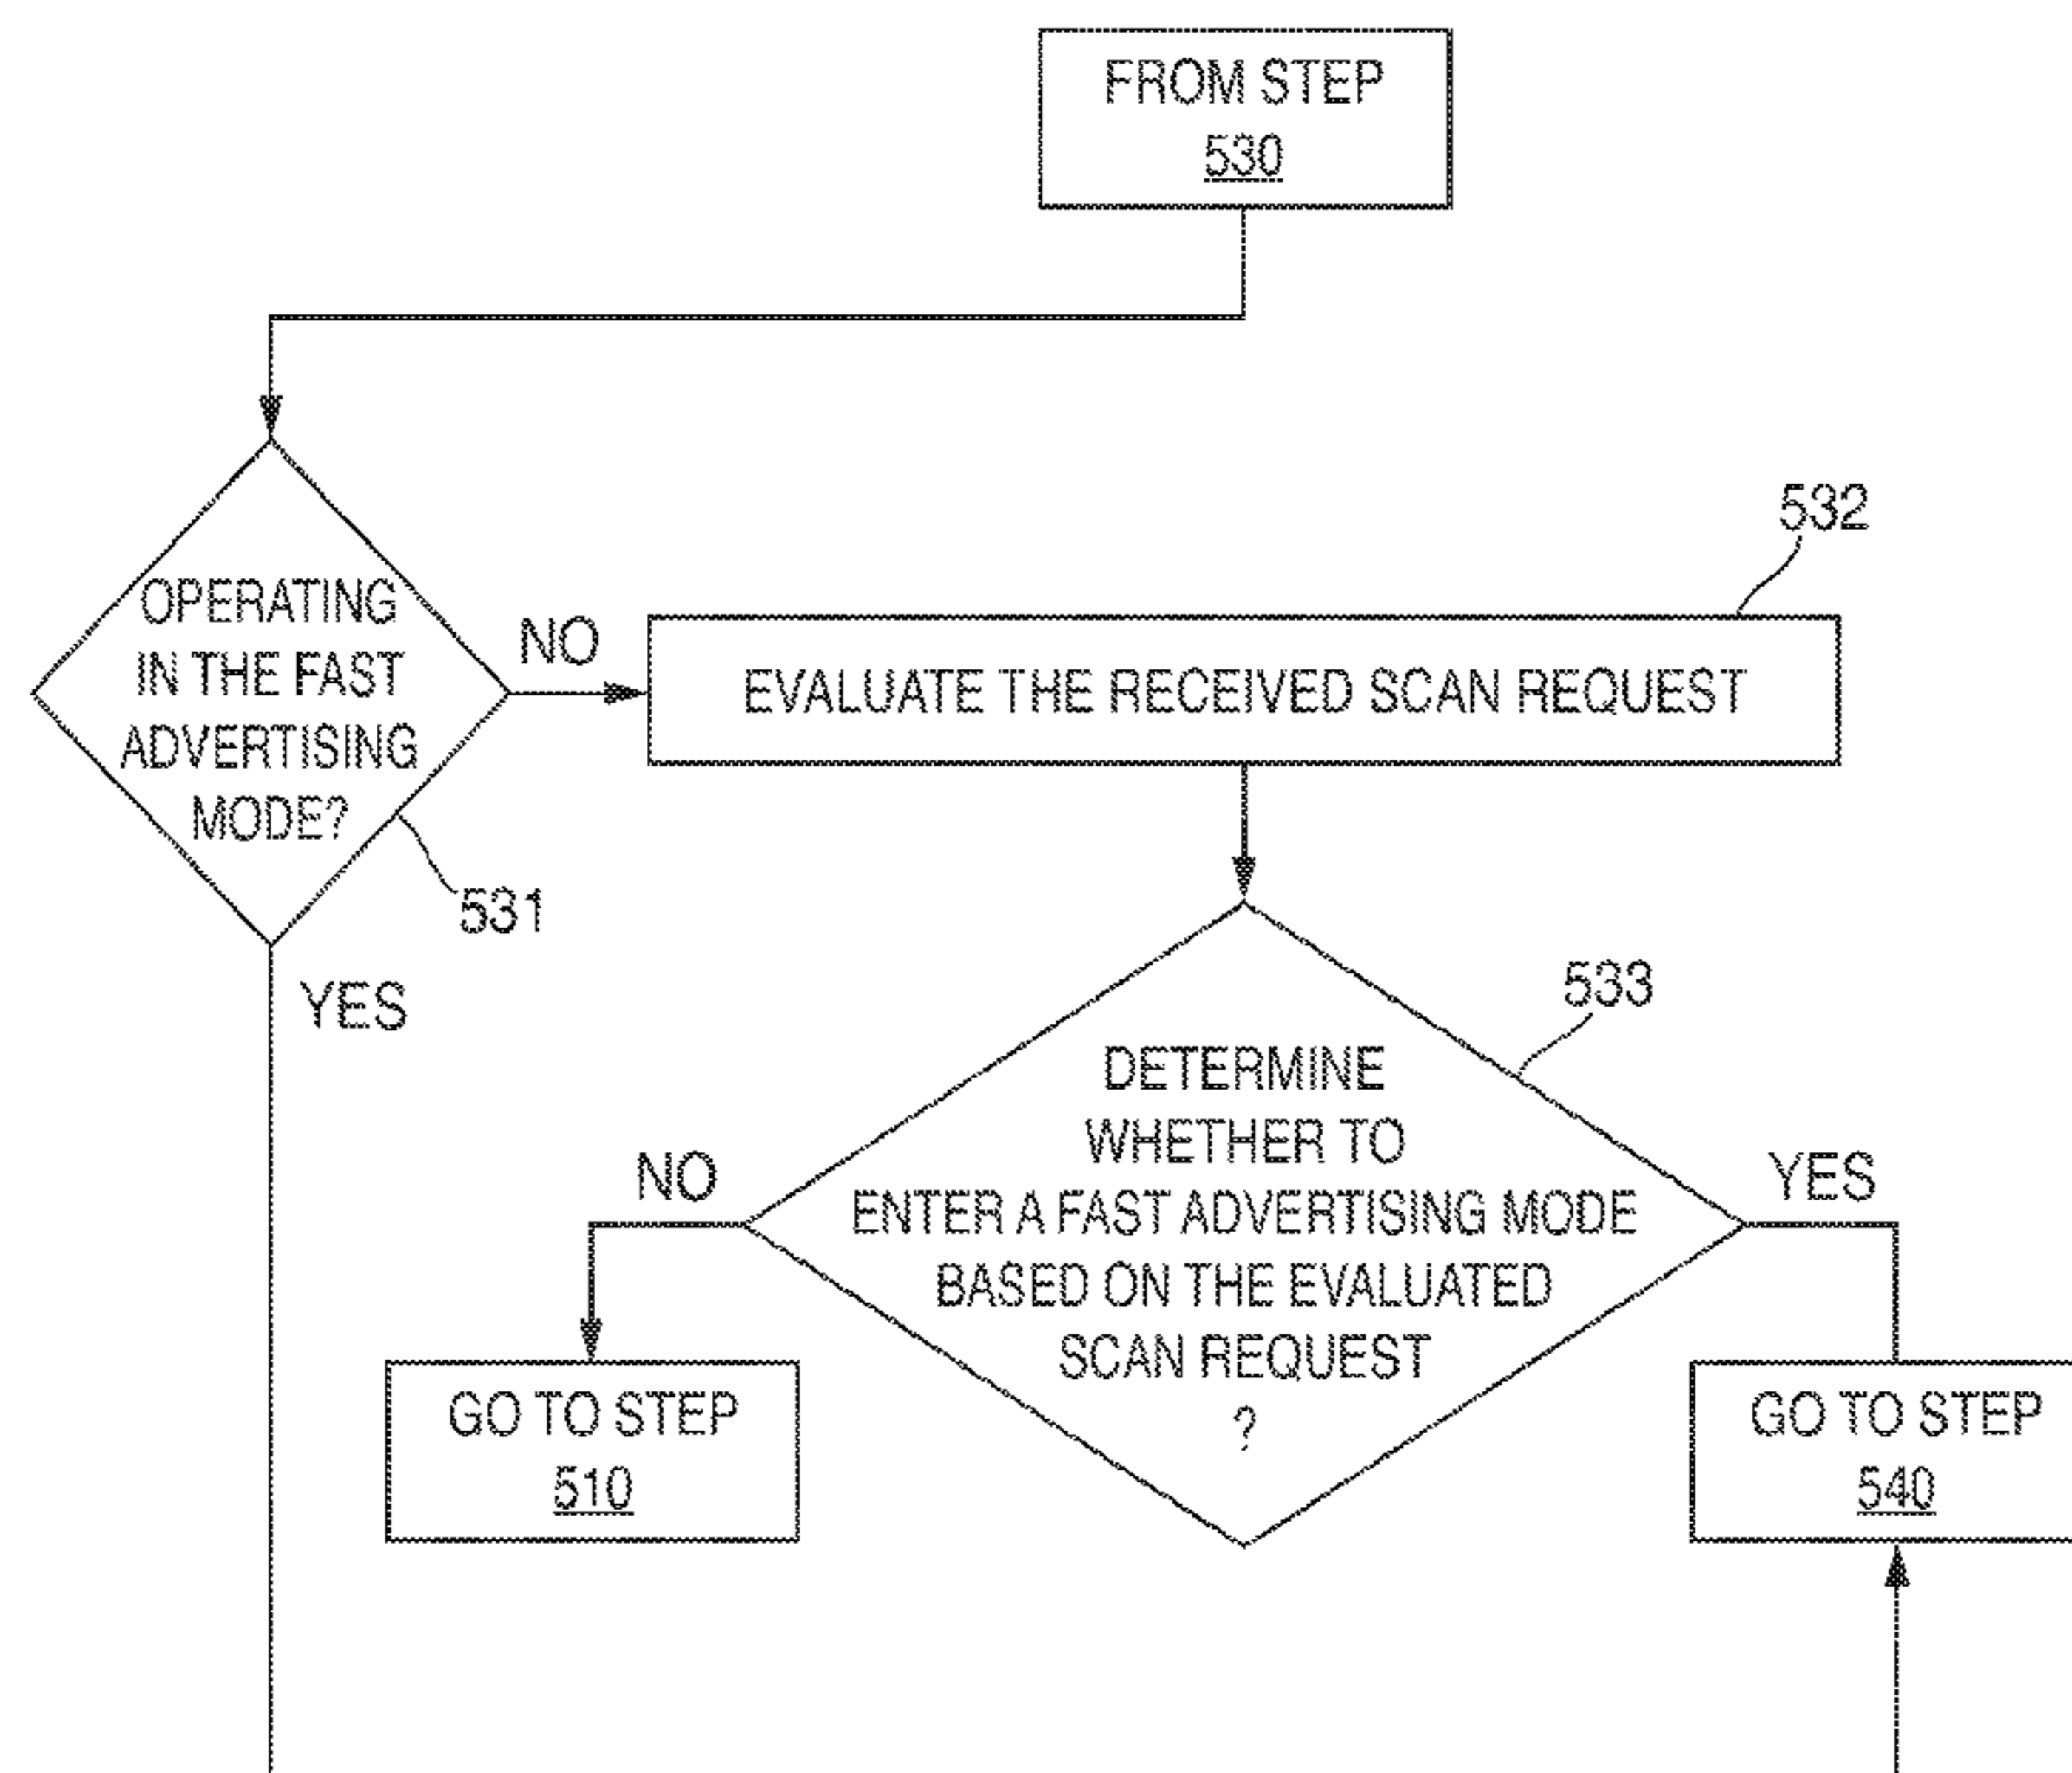 FROM STEP
530
OPERATING
IN THE FAST
ADVERTISING
MODE?
531
NO
532
EVALUATE THE RECEIVED SCAN REQUEST
YES
533
DETERMINE
WHETHER TO
ENTER A FAST ADVERTISING MODE
BASED ON THE EVALUATED
SCAN REQUEST
?
NO
YES
GO TO STEP
510
GO TO STEP
540